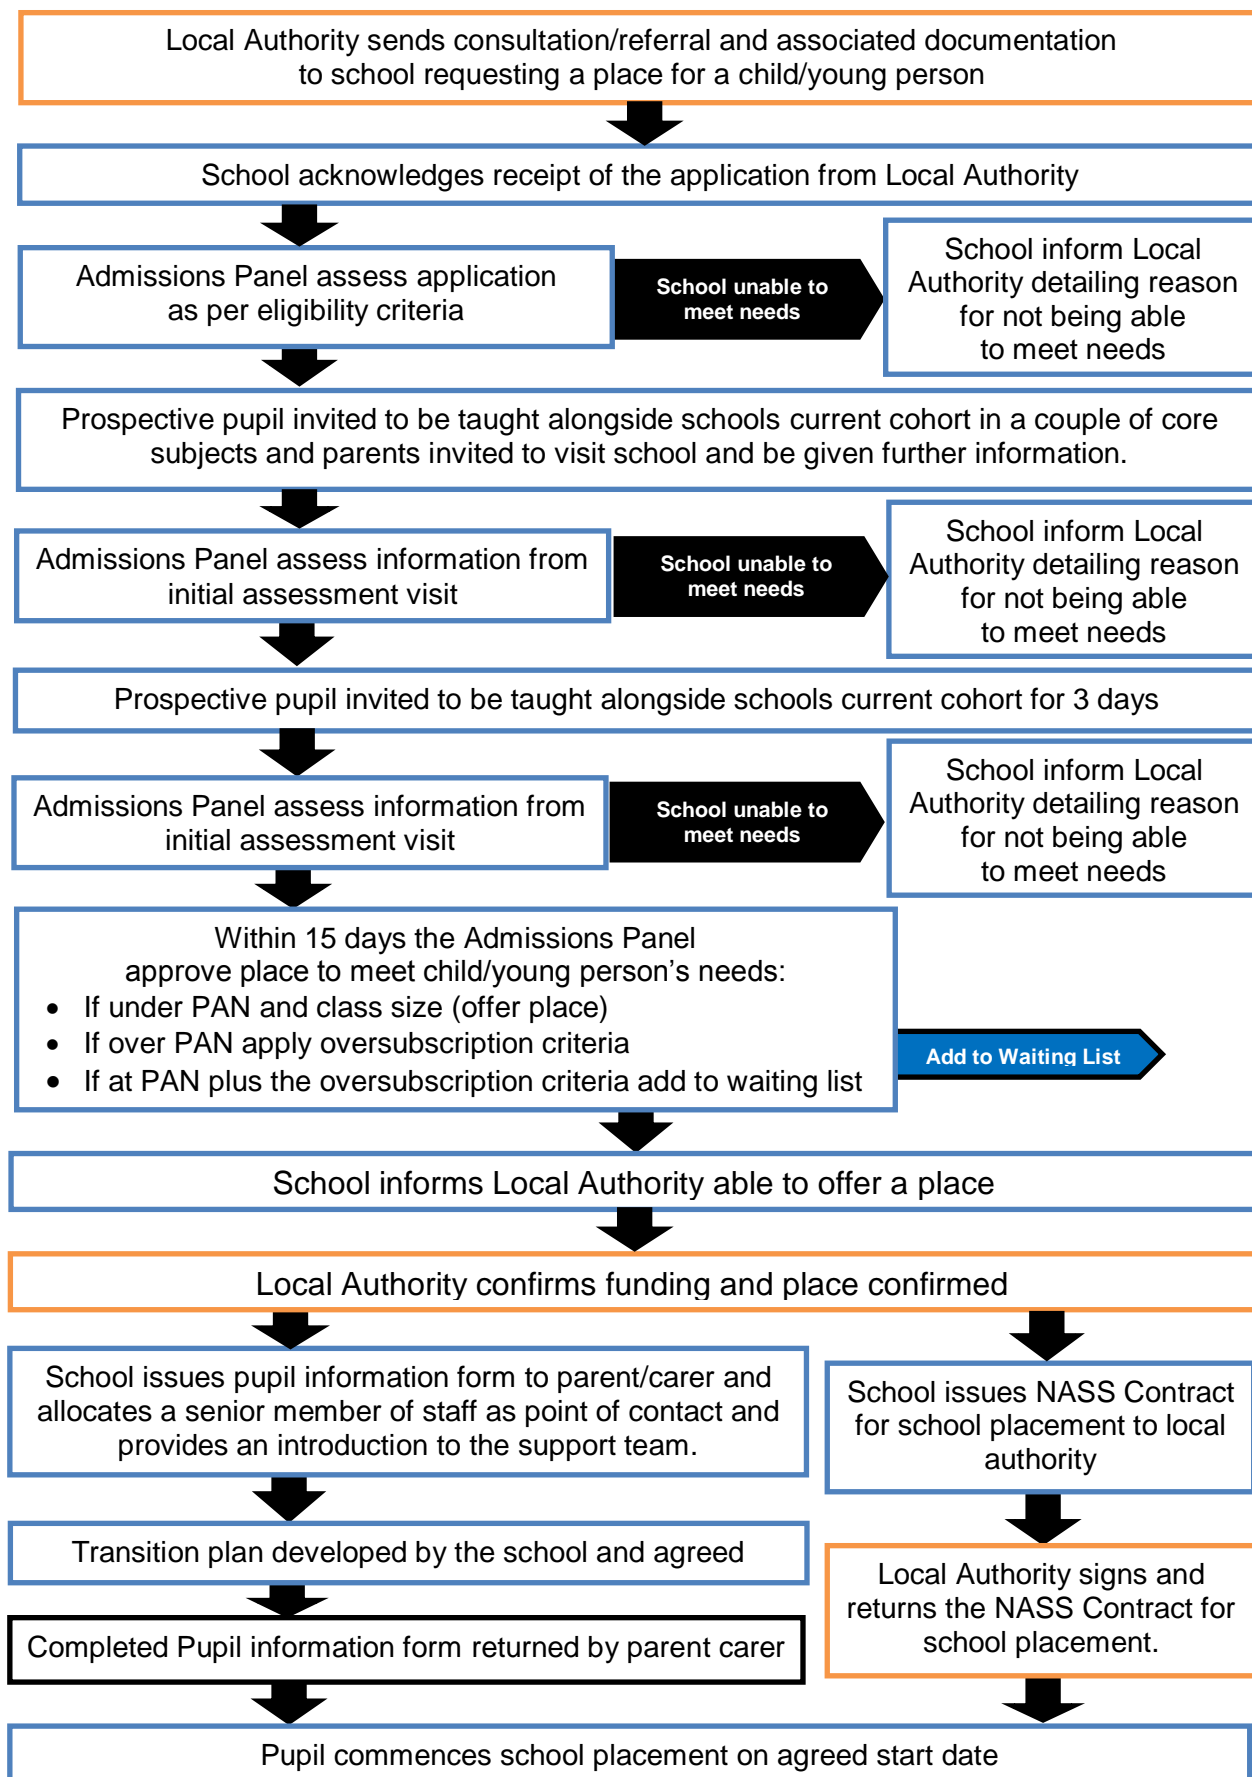 Local Authority sends consultation/referral and associated documentation
to school requesting a place for a child/young person
School acknowledges receipt of the application from Local Authority
Admissions Panel assess application
as per eligibility criteria
School unable to
meet needs
School inform Local
Authority detailing reason
for not being able
to meet needs
Prospective pupil invited to be taught alongside schools current cohort in a couple of core
subjects and parents invited to visit school and be given further information.
Admissions Panel assess information from
initial assessment visit
School unable to
meet needs
School inform Local
Authority detailing reason
for not being able
to meet needs
Prospective pupil invited to be taught alongside schools current cohort for 3 days
Admissions Panel assess information from
initial assessment visit
School unable to
meet needs
School inform Local
Authority detailing reason
for not being able
to meet needs
Within 15 days the Admissions Panel
approve place to meet child/young person’s needs:
• If under PAN and class size (offer place)
• If over PAN apply oversubscription criteria
• If at PAN plus the oversubscription criteria add to waiting list
Add to Waiting List
School informs Local Authority able to offer a place
Local Authority confirms funding and place confirmed
School issues pupil information form to parent/carer and
allocates a senior member of staff as point of contact and
provides an introduction to the support team.
School issues NASS Contract
for school placement to local
authority
Transition plan developed by the school and agreed
Local Authority signs and
returns the NASS Contract for
school placement.
Completed Pupil information form returned by parent carer
Pupil commences school placement on agreed start date